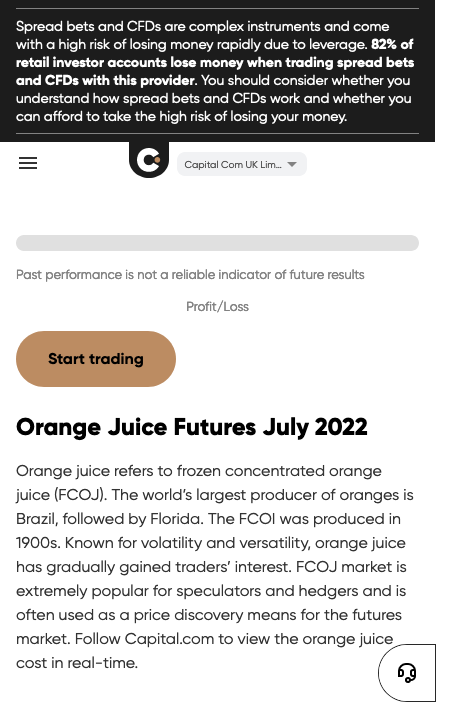 Spread bets and CFDs are complex instruments and come
with a high risk of losing money rapidly due to leverage. 82% of
retail investor accounts lose money when trading spread bets
and CFDs with this provider. You should consider whether you
understand how spread bets and CFDs work and whether you
can afford to take the high risk of losing your money.
Capital Com UK Lim...
Past performance is not a reliable indicator of future results
Profit/Loss
Start trading
Orange Juice Futures July 2022
Orange juice refers to frozen concentrated orange
juice (FCOJ). The world’s largest producer of oranges is
Brazil, followed by Florida. The FCOI was produced in
1900s. Known for volatility and versatility, orange juice
has gradually gained traders’ interest. FCOJ market is
extremely popular for speculators and hedgers and is
often used as a price discovery means for the futures
market. Follow Capital.com to view the orange juice
cost in real-time.